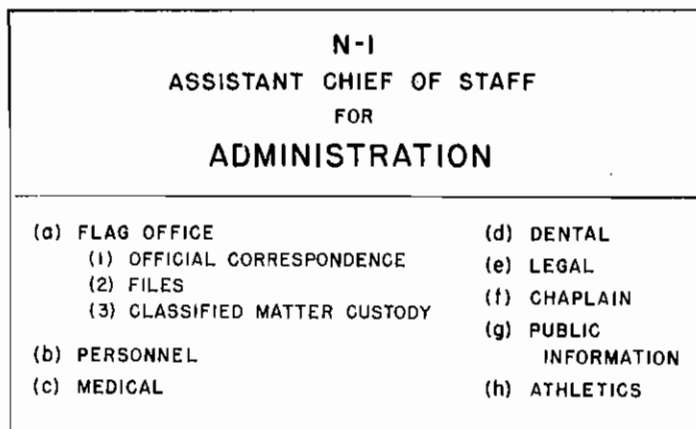 N-1
ASSISTANT CHIEF OF STAFF
FOR
ADMINISTRATION
(a) FLAG OFFICE
(1) OFFICIAL CORRESPONDENCE
(2) FILES
(3) CLASSIFIED MATTER CUSTODY
(b) PERSONNEL
(c) MEDICAL
(d) DENTAL
(e) LEGAL
(f) CHAPLAIN
(g) PUBLIC
INFORMATION
(h) ATHLETICS